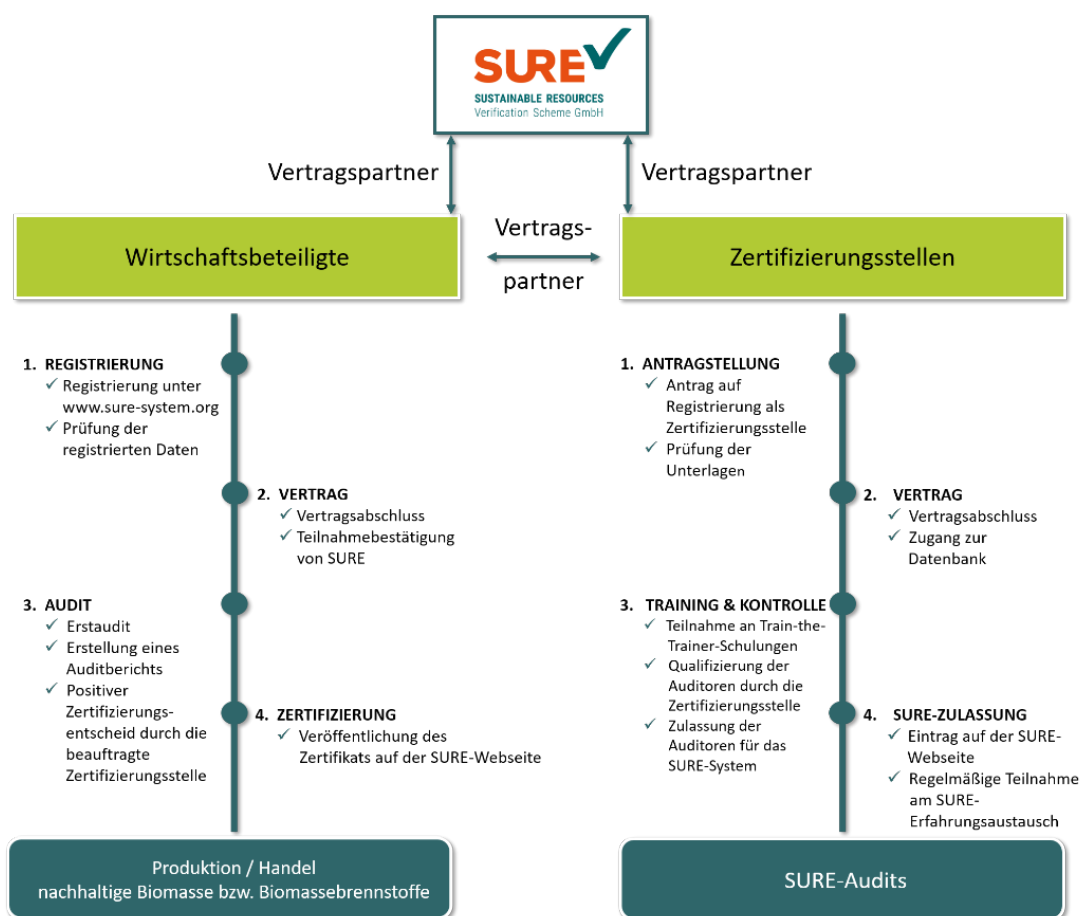 SURE
SUSTAINABLE RESOURCES
Verification Scheme GmbH
Vertragspartner
Vertragspartner
Wirtschaftsbeteiligte
Vertrags-
partner
Zertifizierungsstellen
1. REGISTRIERUNG
✓ Registrierung unter
www.sure-system.org
✓ Prüfung der
registrierten Daten
2. VERTRAG
✓ Vertragsabschluss
✓ Teilnahmebestätigung
von SURE
3. AUDIT
✓ Erstaudit
✓ Erstellung eines
Auditberichts
✓ Positiver
Zertifizierungs-
entscheid durch die
beauftragte
Zertifizierungsstelle
4. ZERTIFIZIERUNG
✓ Veröffentlichung des
Zertifikats auf der SURE-Webseite
Produktion / Handel
nachhaltige Biomasse bzw. Biomassebrennstoffe
1. ANTRAGSTELLUNG
✓ Antrag auf
Registrierung als
Zertifizierungsstelle
✓ Prüfung der
Unterlagen
2. VERTRAG
✓ Vertragsabschluss
✓ Zugang zur
Datenbank
3. TRAINING & KONTROLLE
✓ Teilnahme an Train-the-
Trainer-Schulungen
✓ Qualifizierung der
Auditoren durch die
Zertifizierungsstelle
✓ Zulassung der
Auditoren für das
SURE-System
4. SURE-ZULASSUNG
✓ Eintrag auf der SURE-
Webseite
✓ Regelmäßige Teilnahme
am SURE-
Erfahrungsaustausch
SURE-Audits